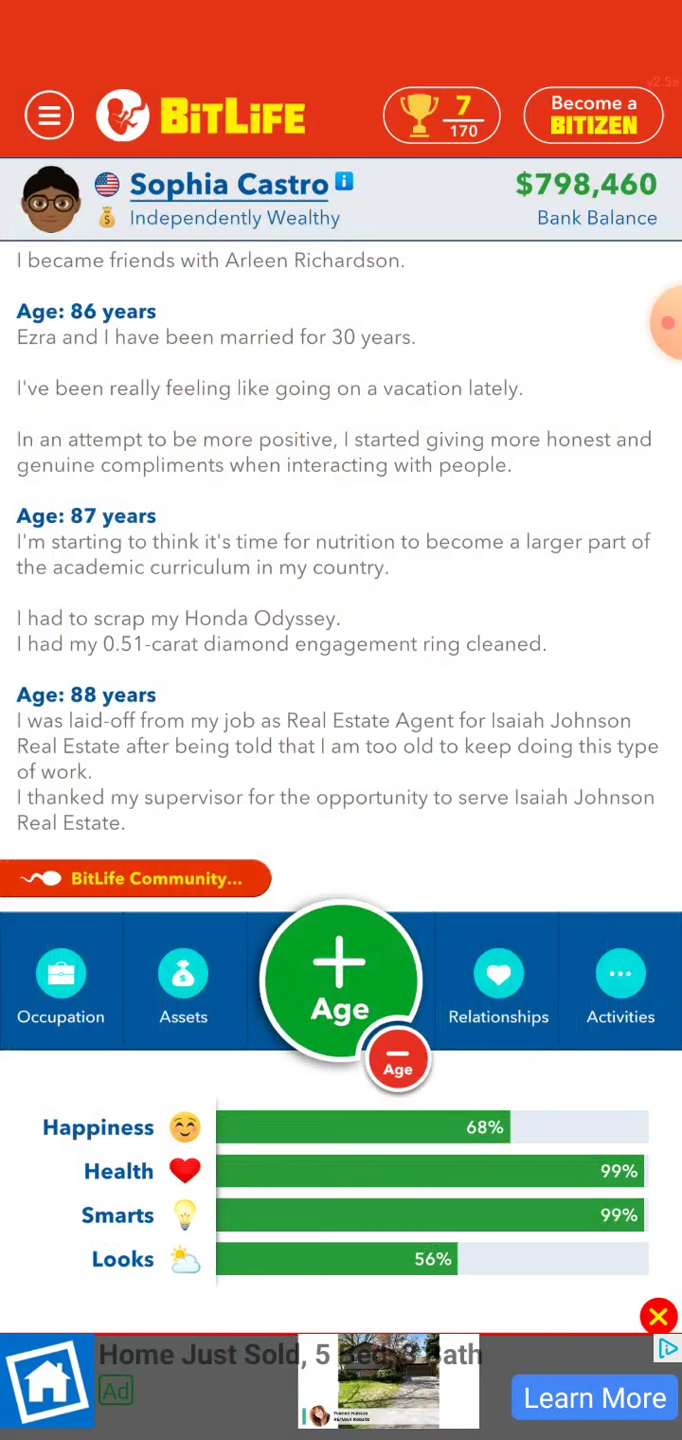 v2.5a
BITLIFE
7
170
Become a
BITIZEN
Sophia Castro
$798,460
Independently Wealthy
Bank Balance
I became friends with Arleen Richardson.
Age: 86 years
Ezra and I have been married for 30 years.
I've been really feeling like going on a vacation lately.
In an attempt to be more positive, I started giving more honest and
genuine compliments when interacting with people.
Age: 87 years
I'm starting to think it's time for nutrition to become a larger part of
the academic curriculum in my country.
I had to scrap my Honda Odyssey.
I had my 0.51-carat diamond engagement ring cleaned.
Age: 88 years
I was laid-off from my job as Real Estate Agent for Isaiah Johnson
Real Estate after being told that I am too old to keep doing this type
of work.
I thanked my supervisor for the opportunity to serve Isaiah Johnson
Real Estate.
BitLife Community...
Occupation
Assets
Age
Age
Relationships
Activities
Happiness 68%
Health 99%
Smarts 99%
Looks 56%
Home Just Sold, 5 Bed, 3 Bath
Ad
Learn More